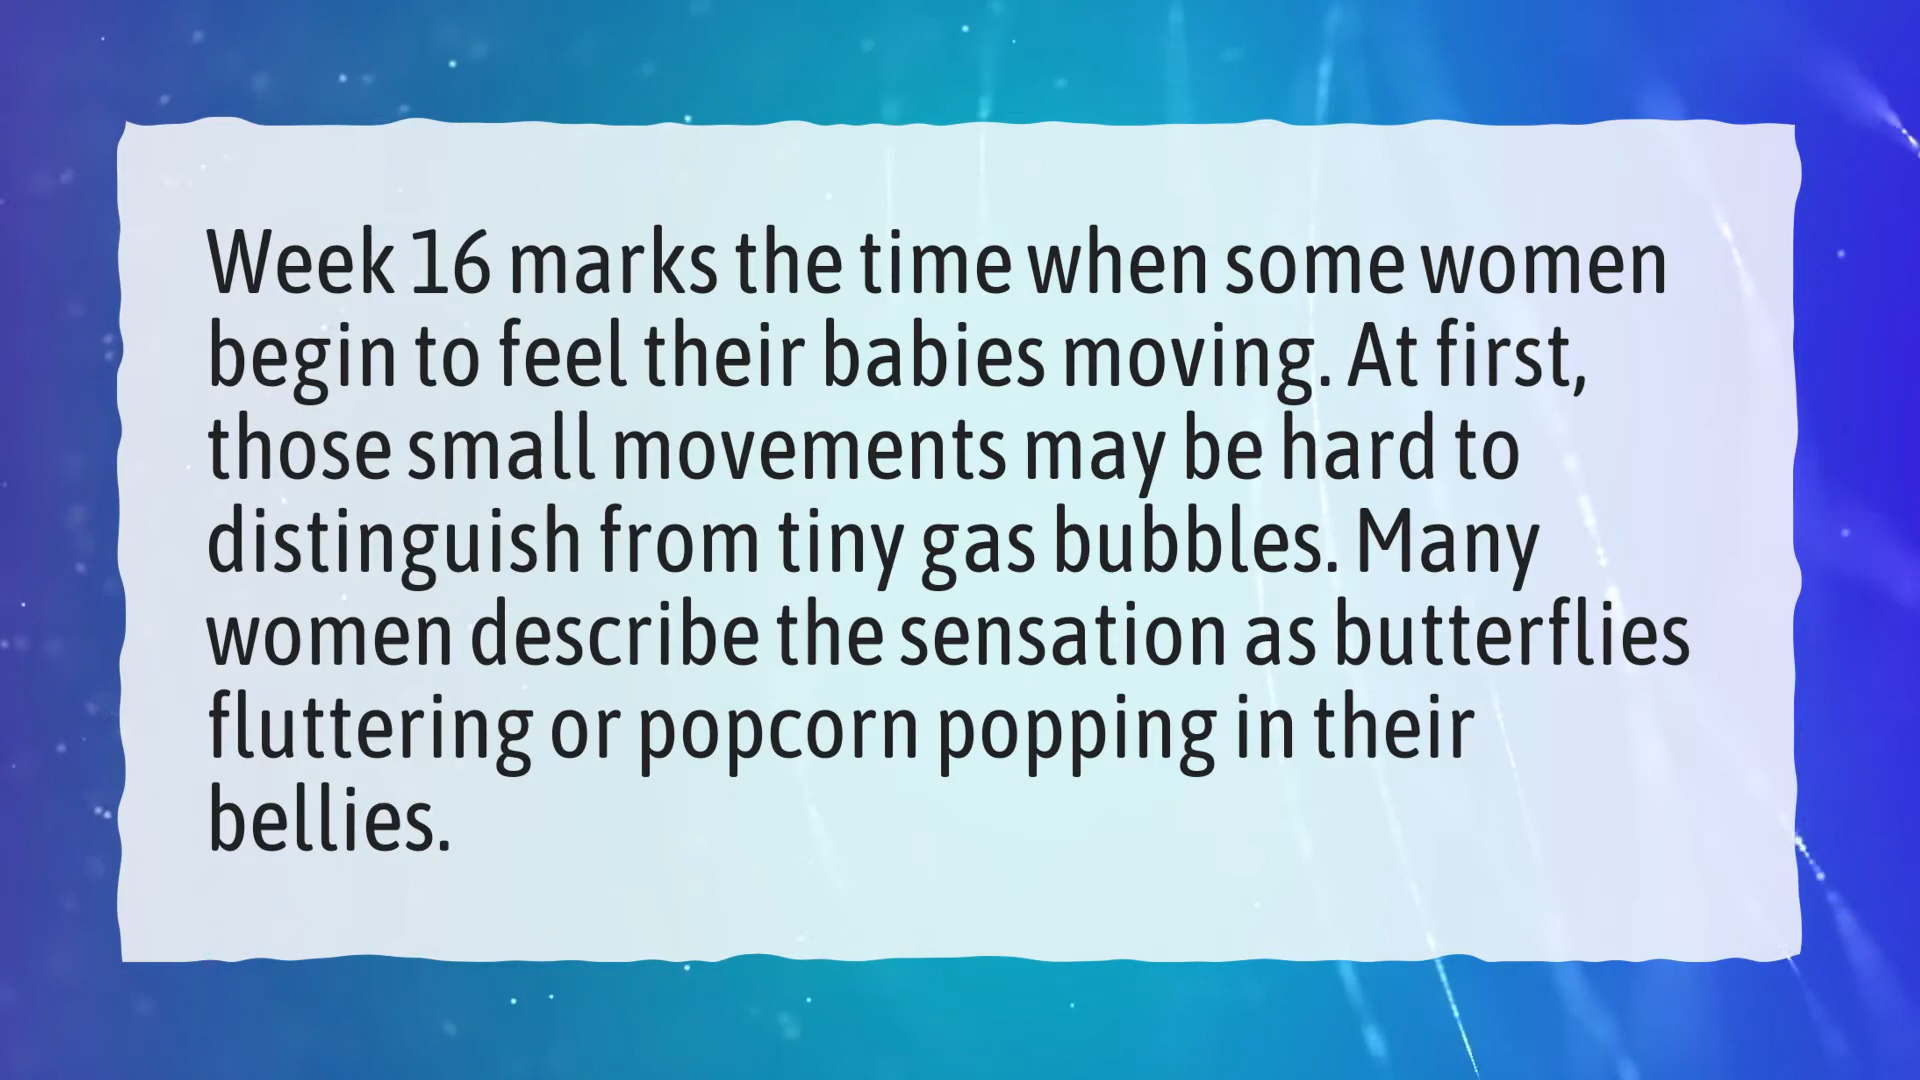 Week 16 marks the time when some women
begin to feel their babies moving. At first,
those small movements may be hard to
distinguish from tiny gas bubbles. Many
women describe the sensation as butterflies
fluttering or popcorn popping in their
bellies.